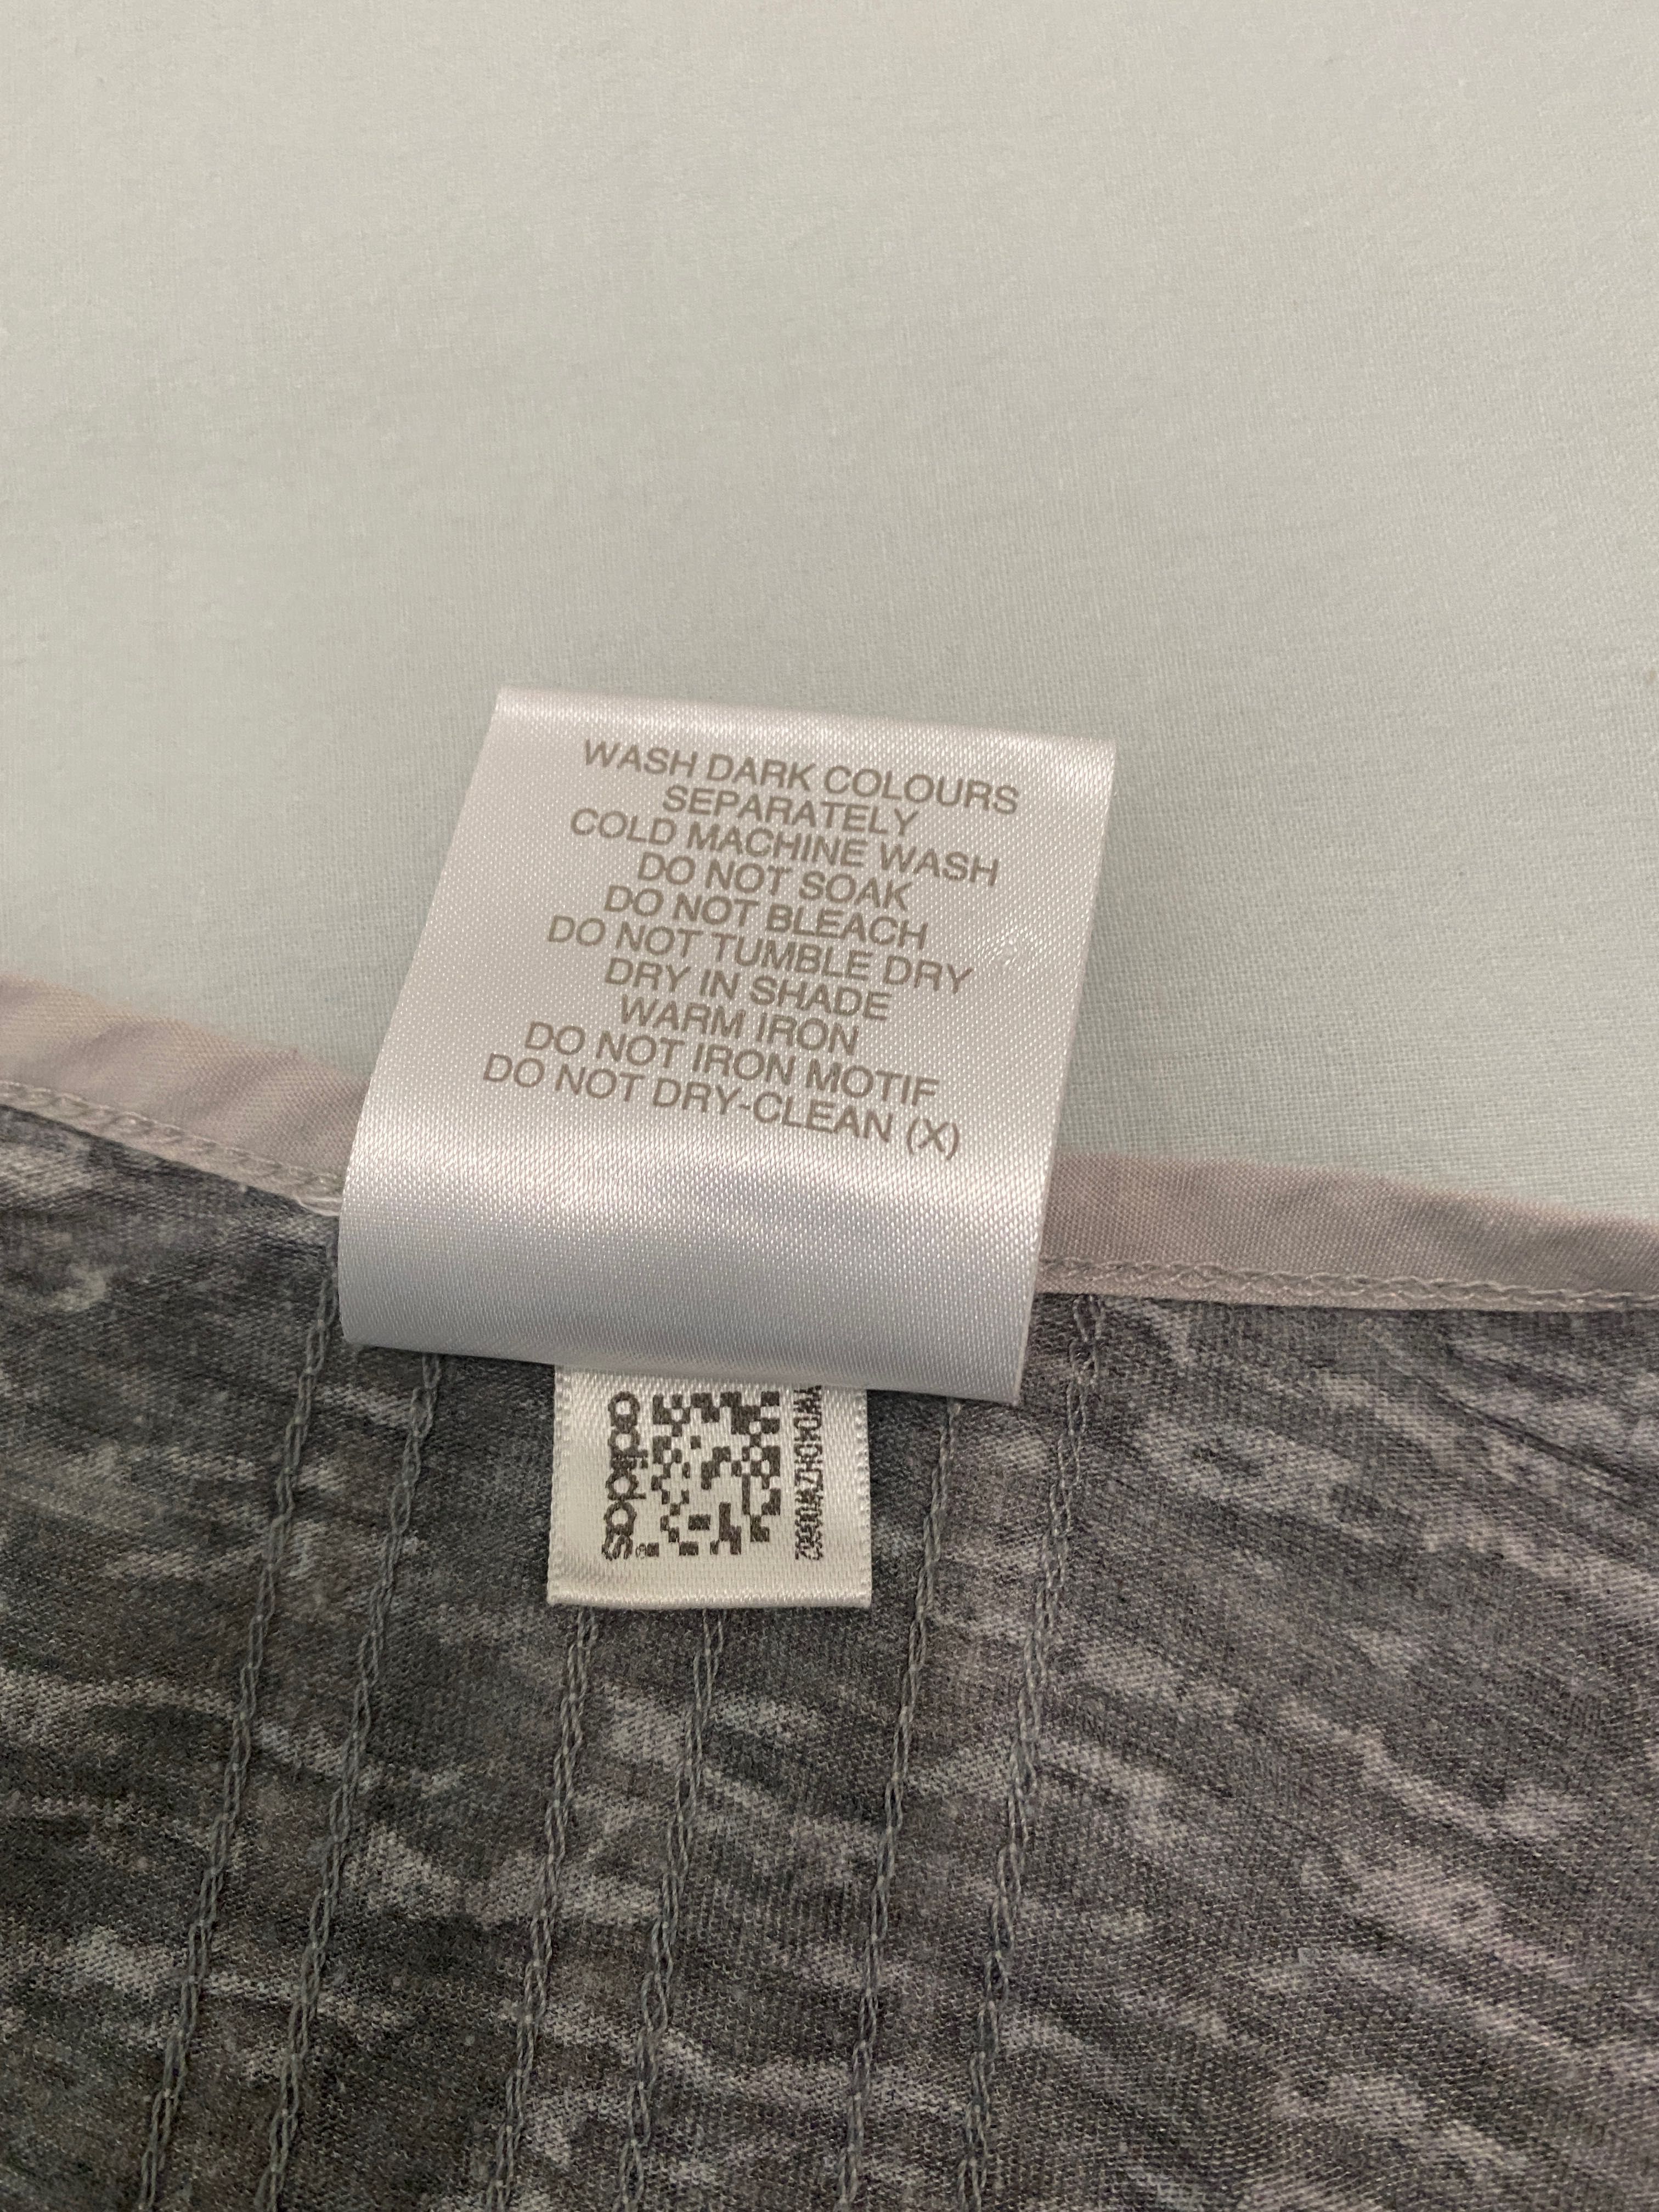 WASH DARK COLOURS
SEPARATELY
COLD MACHINE WASH
DO NOT SOAK
DO NOT BLEACH
DO NOT TUMBLE DRY
DRY IN SHADE
WARM IRON
DO NOT IRON MOTIF
DO NOT DRY-CLEAN (X)
adidas